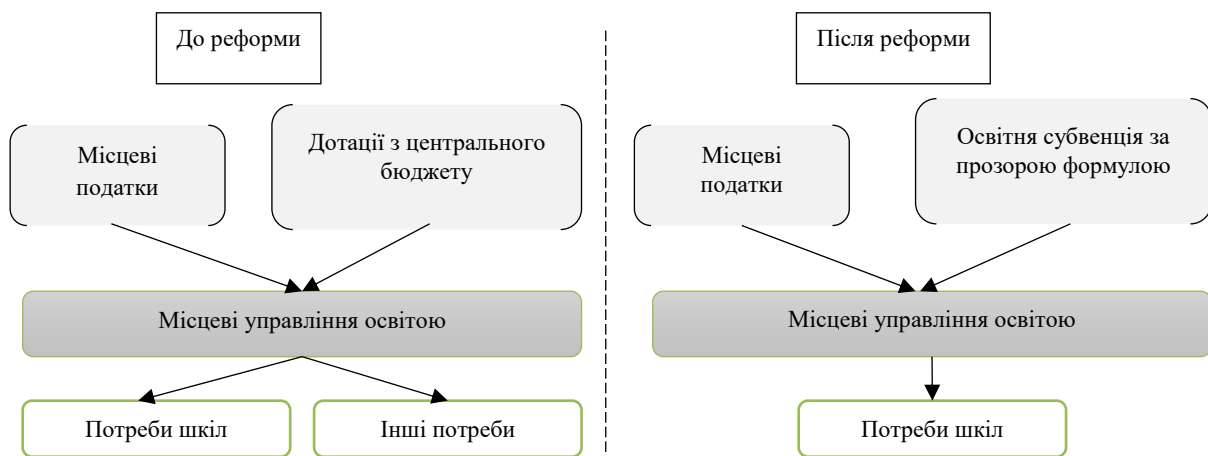 До реформи
Місцеві
податки
Дотації з центрального
бюджету
Місцеві управління освітою
Потреби шкіл
Інші потреби
Після реформи
Місцеві
податки
Освітня субвенція за
прозорою формулою
Місцеві управління освітою
Потреби шкіл